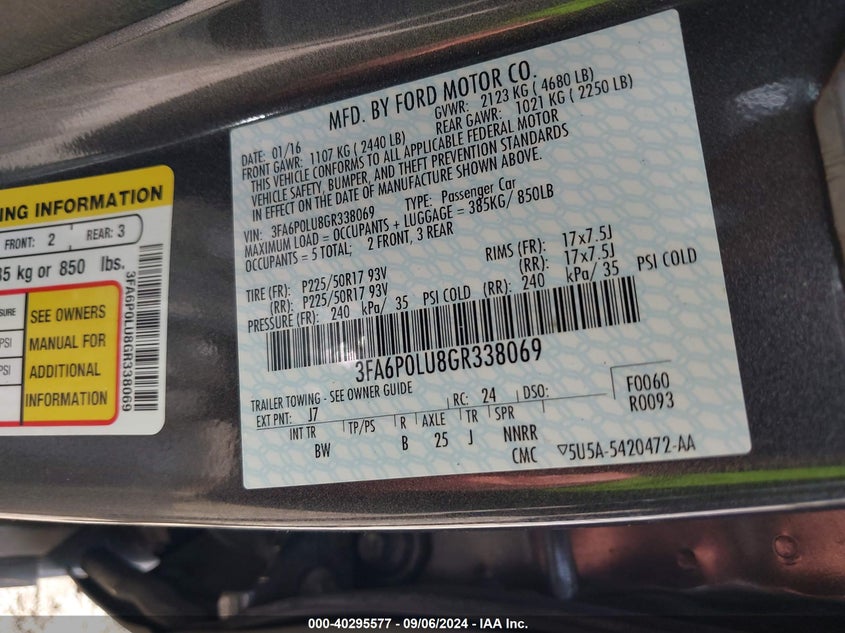 MFD. BY FORD MOTOR CO.
DATE: 01/16 GVWR: 2123 KG ( 4680 LB)
FRONT GAWR: 1107 KG ( 2440 LB) REAR GAWR: 1021 KG ( 2250 LB)
THIS VEHICLE CONFORMS TO ALL APPLICABLE FEDERAL MOTOR
VEHICLE SAFETY, BUMPER, AND THEFT PREVENTION STANDARDS
IN EFFECT ON THE DATE OF MANUFACTURE SHOWN ABOVE.
VIN: 3FA6P0LU8GR338069 TYPE: Passenger Car
MAXIMUM LOAD = OCCUPANTS + LUGGAGE = 385KG/ 850LB
OCCUPANTS = 5 TOTAL; 2 FRONT, 3 REAR
TIRE (FR): P225/50R17 93V RIMS (FR): 17x7.5J
(RR): P225/50R17 93V (RR): 17x7.5J
PRESSURE (FR): 240 kPa/ 35 PSI COLD (RR): 240 kPa/ 35 PSI COLD
3FA6P0LU8GR338069
TRAILER TOWING - SEE OWNER GUIDE
EXT PNT: J7 RC: 24 DSO: F0060
R0093
INT TR TP/PS R AXLE TR SPR
BW B 25 J NNRR
CMC ▽5U5A-5420472-AA
ING INFORMATION
FRONT: 2 REAR: 3
85 kg or 850 lbs.
SURE
PSI
PSI
SEE OWNERS
MANUAL FOR
ADDITIONAL
INFORMATION
3FA6P0LU8GR338069
000-40295577 - 09/06/2024 - IAA Inc.